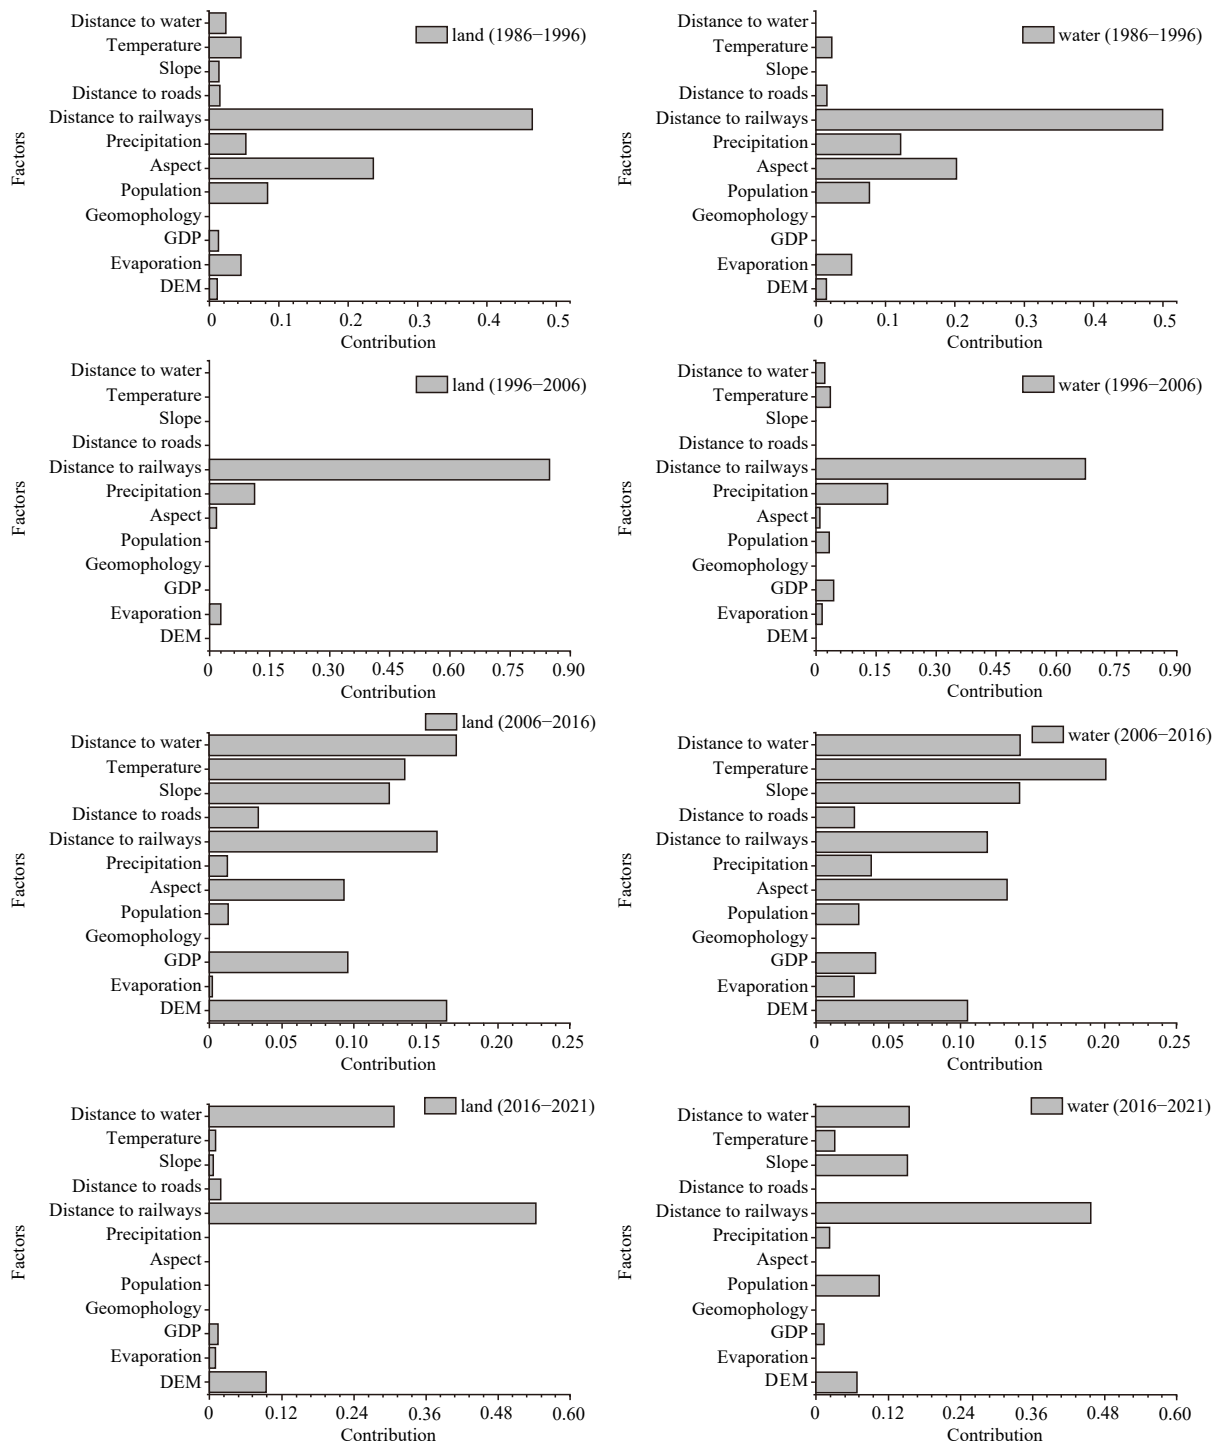 Distance to water
Temperature
Slope
Distance to roads
Distance to railways
Precipitation
Aspect
Population
Geomophology
GDP
Evaporation
DEM
Factors
land (1986−1996)
0 0.1 0.2 0.3 0.4 0.5
Contribution
Distance to water
Temperature
Slope
Distance to roads
Distance to railways
Precipitation
Aspect
Population
Geomophology
GDP
Evaporation
DEM
Factors
water (1986−1996)
0 0.1 0.2 0.3 0.4 0.5
Contribution
Distance to water
Temperature
Slope
Distance to roads
Distance to railways
Precipitation
Aspect
Population
Geomophology
GDP
Evaporation
DEM
Factors
land (1996−2006)
0 0.15 0.30 0.45 0.60 0.75 0.90
Contribution
Distance to water
Temperature
Slope
Distance to roads
Distance to railways
Precipitation
Aspect
Population
Geomophology
GDP
Evaporation
DEM
Factors
water (1996−2006)
0 0.15 0.30 0.45 0.60 0.75 0.90
Contribution
land (2006−2016)
Distance to water
Temperature
Slope
Distance to roads
Distance to railways
Precipitation
Aspect
Population
Geomophology
GDP
Evaporation
DEM
Factors
0 0.05 0.10 0.15 0.20 0.25
Contribution
water (2006−2016)
Distance to water
Temperature
Slope
Distance to roads
Distance to railways
Precipitation
Aspect
Population
Geomophology
GDP
Evaporation
DEM
Factors
0 0.05 0.10 0.15 0.20 0.25
Contribution
land (2016−2021)
Distance to water
Temperature
Slope
Distance to roads
Distance to railways
Precipitation
Aspect
Population
Geomophology
GDP
Evaporation
DEM
Factors
0 0.12 0.24 0.36 0.48 0.60
Contribution
water (2016−2021)
Distance to water
Temperature
Slope
Distance to roads
Distance to railways
Precipitation
Aspect
Population
Geomophology
GDP
Evaporation
DEM
Factors
0 0.12 0.24 0.36 0.48 0.60
Contribution